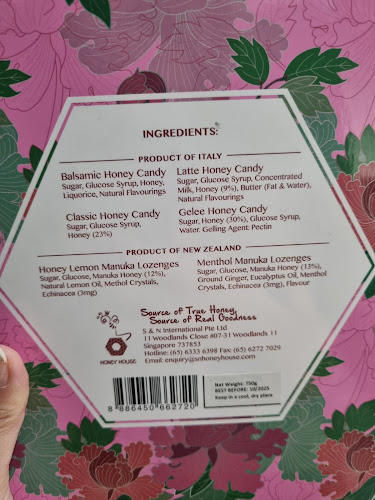 INGREDIENTS:
PRODUCT OF ITALY
Balsamic Honey Candy
Sugar, Glucose Syrup, Honey,
Liquorice, Natural Flavourings
Latte Honey Candy
Sugar, Glucose Syrup, Concentrated
Milk, Honey (9%), Butter (Fat & Water),
Natural Flavourings
Classic Honey Candy
Sugar, Glucose Syrup,
Honey (23%)
Gelee Honey Candy
Sugar, Honey (30%), Glucose Syrup,
Water. Gelling Agent: Pectin
PRODUCT OF NEW ZEALAND
Honey Lemon Manuka Lozenges
Sugar, Glucose, Manuka Honey (12%),
Natural Lemon Oil, Methol Crystals,
Echinacea (3mg)
Menthol Manuka Lozenges
Sugar, Glucose, Manuka Honey (13%),
Ground Ginger, Eucalyptus Oil, Menthol
Crystals, Echinacea (3mg), Flavour
HONEY HOUSE
Source of True Honey,
Source of Real Goodness
S & N International Pte Ltd
11 Woodlands Close #07-31 Woodlands 11
Singapore 737853
Hotline: (65) 6333 6398 Fax: (65) 6272 7029
Email: enquiry@snhoneyhouse.com
8 886450 662720
Net Weight: 750g
BEST BEFORE: 10/2025
Keep in a cool, dry place